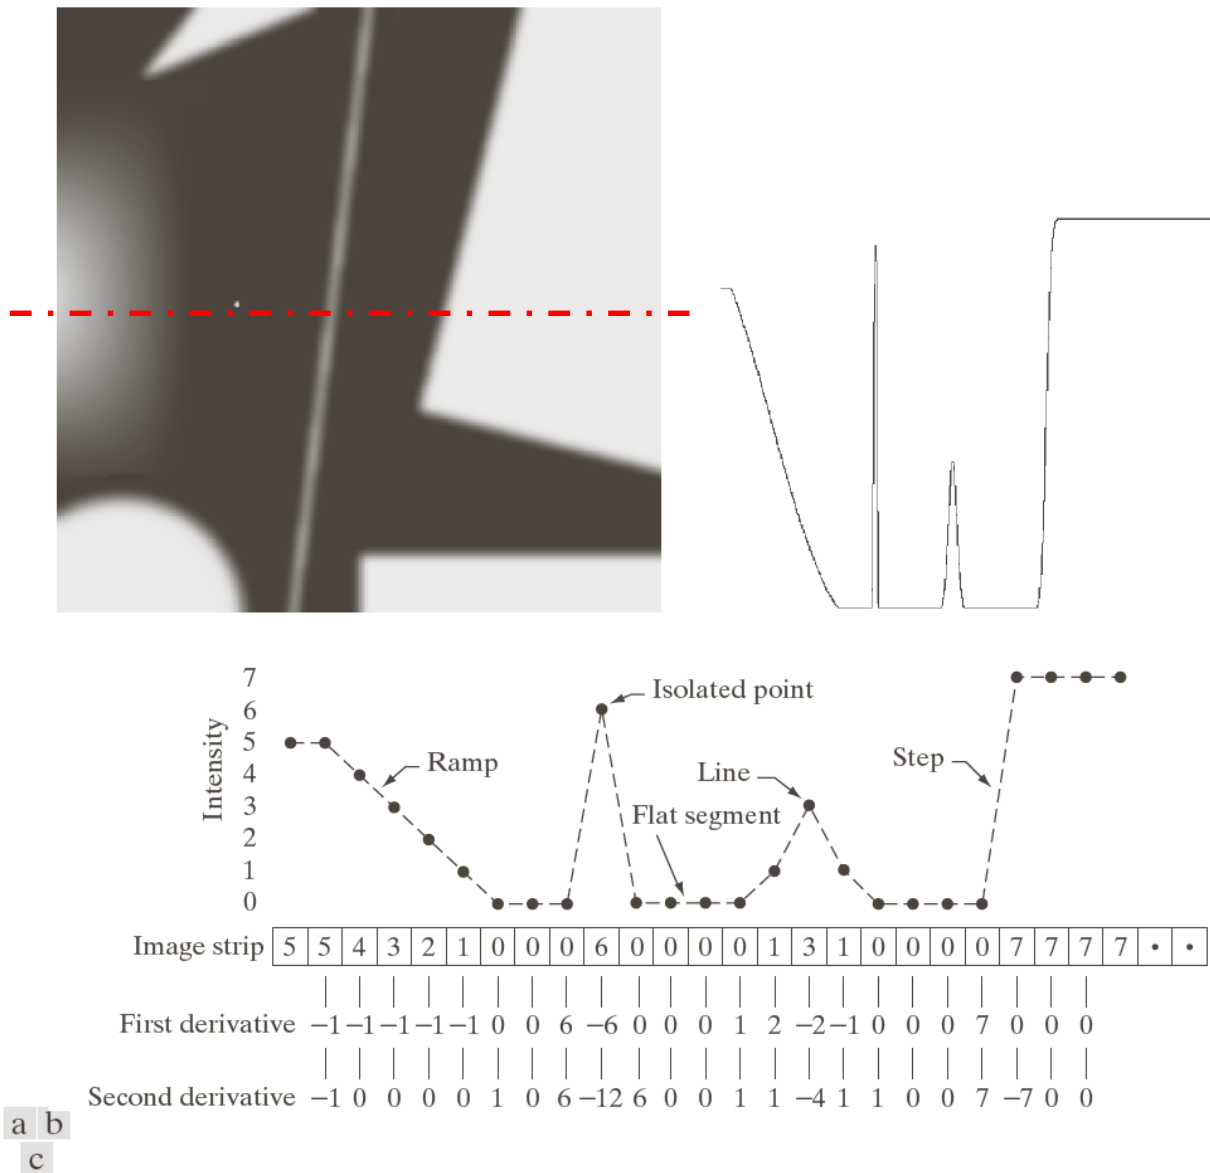 7
6
5
4
3
2
1
0
Intensity
Isolated point
Ramp
Line
Flat segment
Step
Image strip 5 5 4 3 2 1 0 0 0 6 0 0 0 0 1 3 1 0 0 0 0 7 7 7 7 • •
First derivative −1 −1 −1 −1 −1 0 0 6 −6 0 0 0 1 2 −2 −1 0 0 0 7 0 0 0
Second derivative −1 0 0 0 0 1 0 6 −12 6 0 0 1 1 −4 1 1 0 0 7 −7 0 0
a b
c